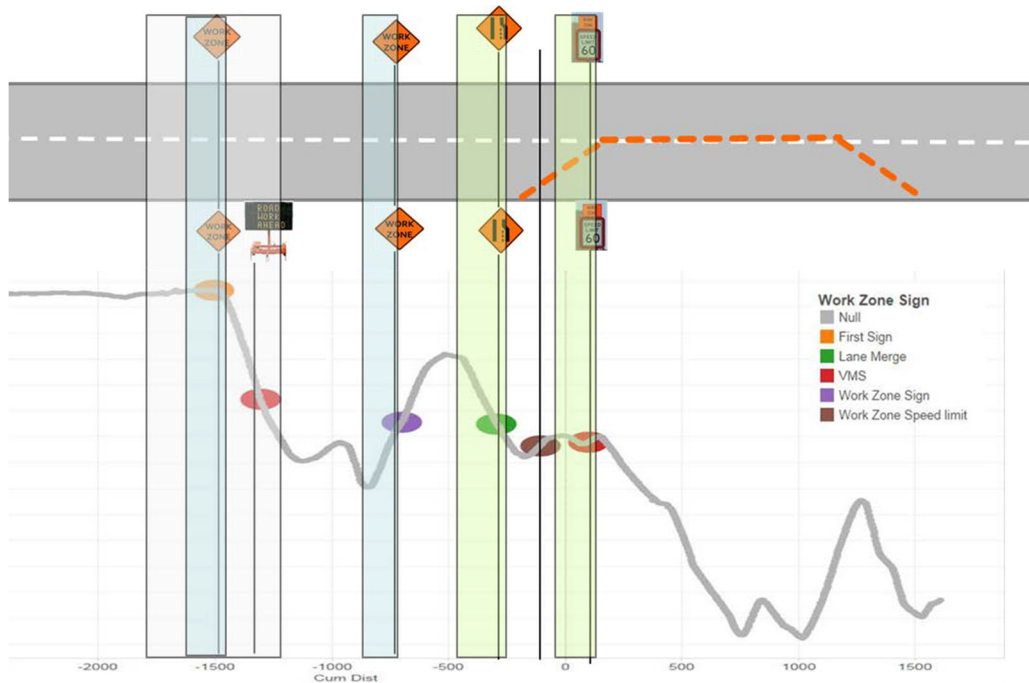 WORK
ZONE
WORK
ZONE
SPEED
LIMIT
60
WORK
ZONE
ROAD
WORK
AHEAD
WORK
ZONE
SPEED
LIMIT
60
Work Zone Sign
Null
First Sign
Lane Merge
VMS
Work Zone Sign
Work Zone Speed limit
-2000 -1500 -1000 -500 0 500 1000 1500
Cum Dist